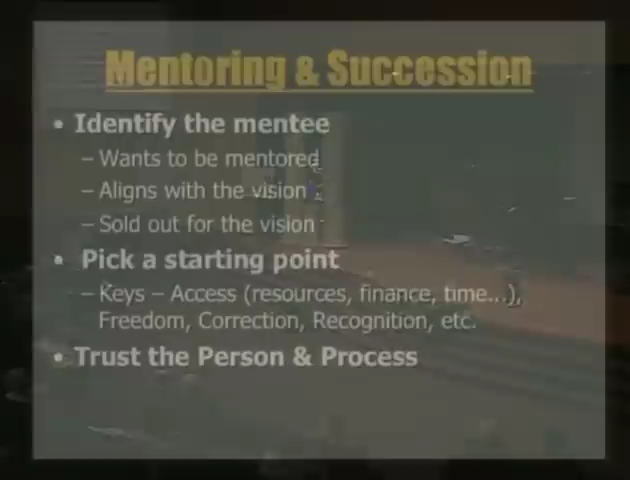 Mentoring & Succession
• Identify the mentee
– Wants to be mentored
– Aligns with the vision
– Sold out for the vision
• Pick a starting point
– Keys – Access (resources, finance, time...),
Freedom, Correction, Recognition, etc.
• Trust the Person & Process